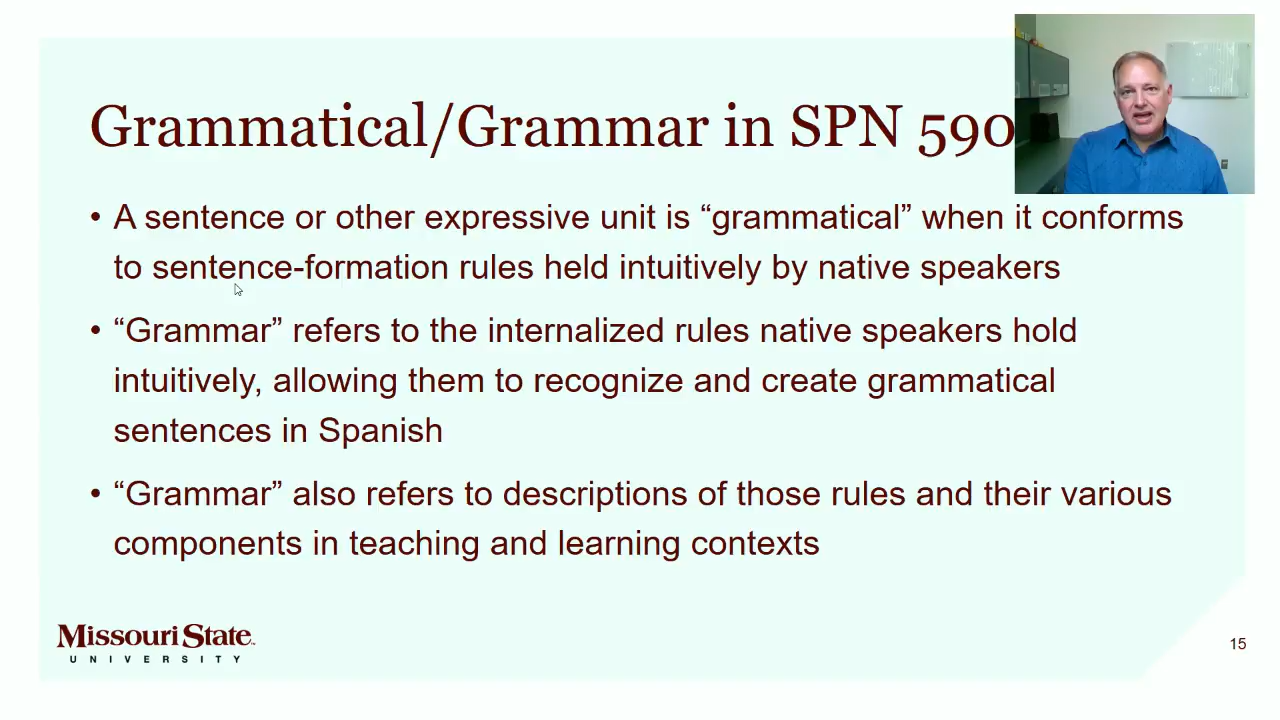 Grammatical/Grammar in SPN 590
• A sentence or other expressive unit is “grammatical” when it conforms
to sentence-formation rules held intuitively by native speakers
• “Grammar” refers to the internalized rules native speakers hold
intuitively, allowing them to recognize and create grammatical
sentences in Spanish
• “Grammar” also refers to descriptions of those rules and their various
components in teaching and learning contexts
Missouri State
UNIVERSITY
15